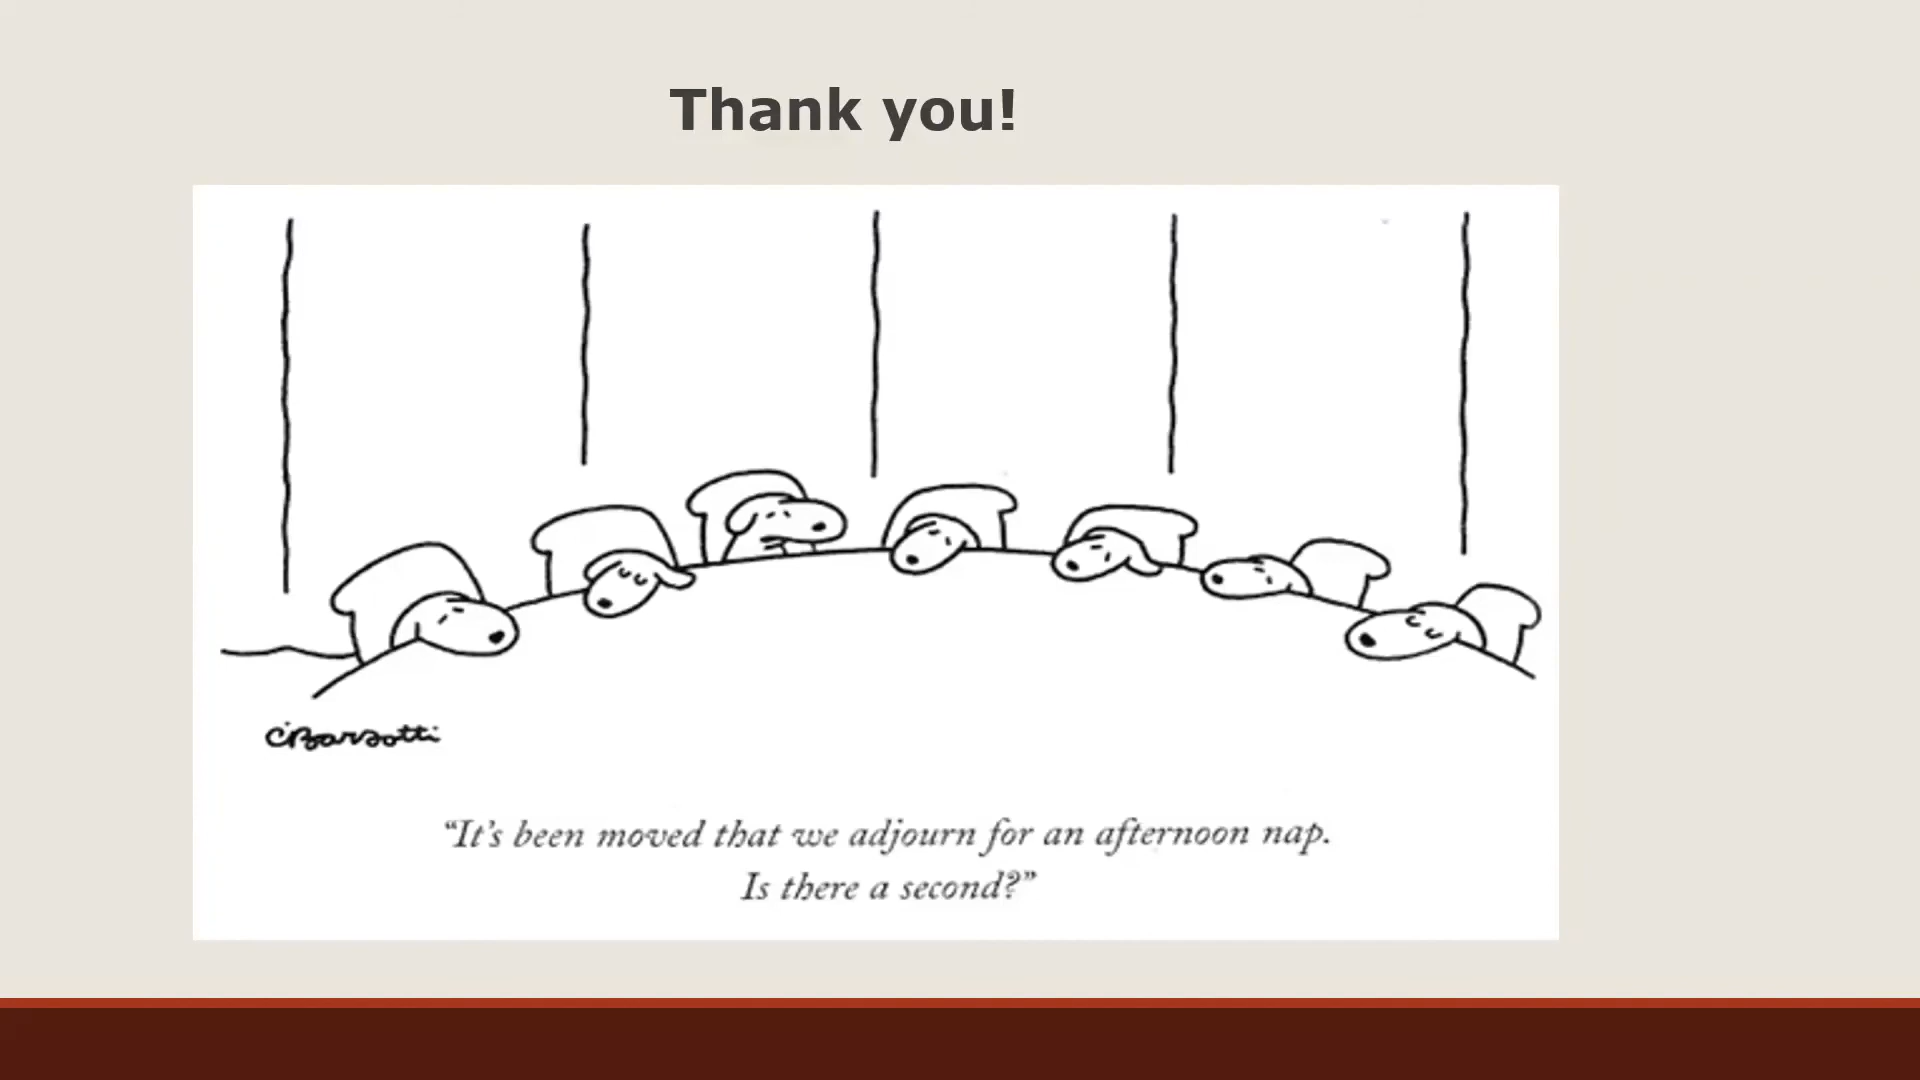 Thank you!
CBarsotti
“It’s been moved that we adjourn for an afternoon nap.
Is there a second?”